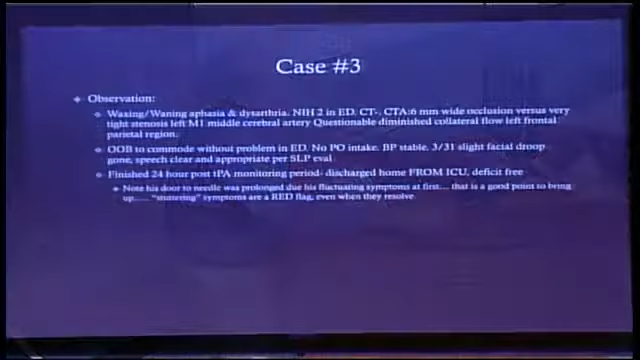 Case #3
Observation:
Waxing/Waning aphasia & dysarthria. NIH 2 in ED. CT-, CTA:6 mm wide occlusion versus very
tight stenosis left M1 middle cerebral artery Questionable diminished collateral flow left frontal
parietal region.
OOB to commode without problem in ED. No PO intake. BP stable. 3/31 slight facial droop
gone, speech clear and appropriate per SLP eval
Finished 24 hour post tPA monitoring period- discharged home FROM ICU, deficit free
Note his door to needle was prolonged due his fluctuating symptoms at first... that is a good point to bring
up..... "stuttering" symptoms are a RED flag, even when they resolve